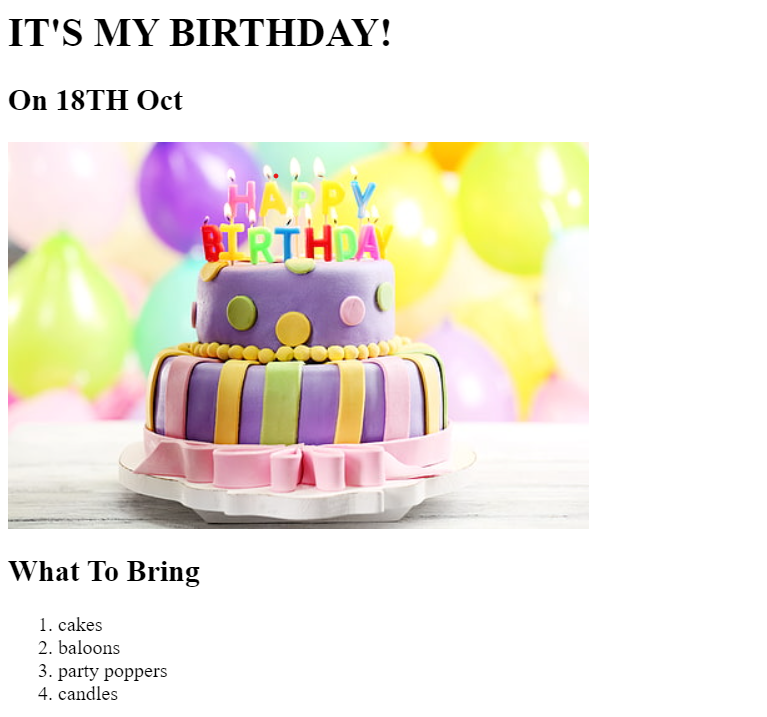 IT'S MY BIRTHDAY!
On 18TH Oct
HAPPY
BIRTHDAY
What To Bring
1. cakes
2. baloons
3. party poppers
4. candles